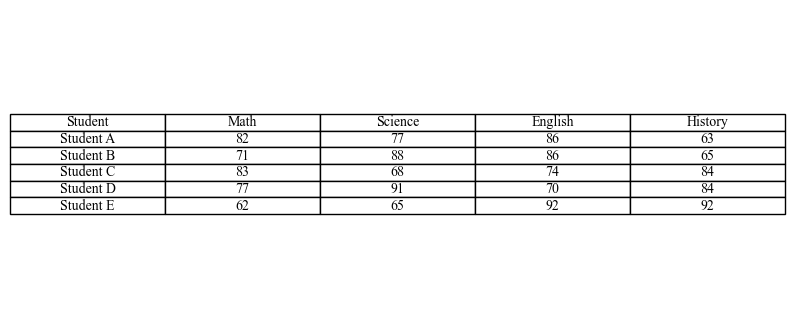 Student Math Science English History
Student A 82 77 86 63
Student B 71 88 86 65
Student C 83 68 74 84
Student D 77 91 70 84
Student E 62 65 92 92